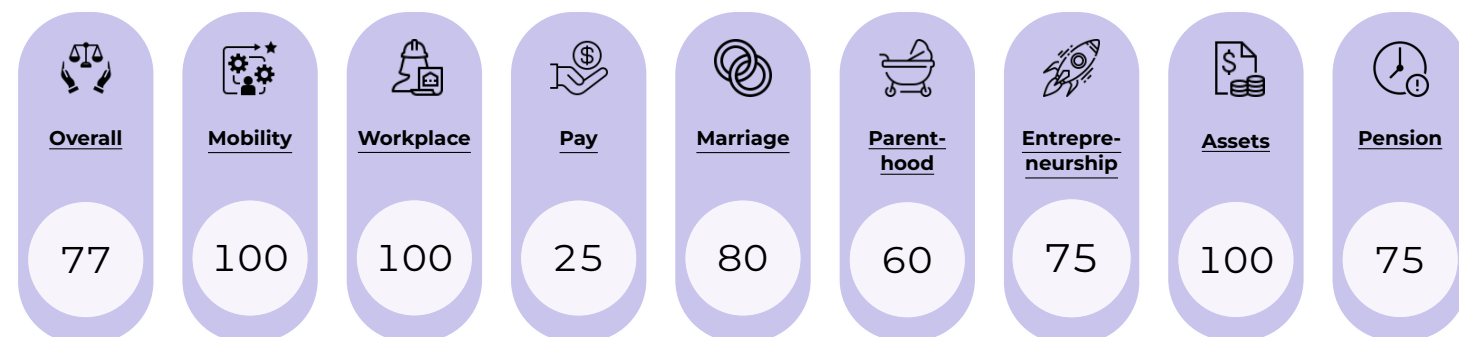 Overall
Mobility
Workplace
Pay
Marriage
Parent-
hood
Entrepre-
neurship
Assets
Pension
77
100
100
25
80
60
75
100
75